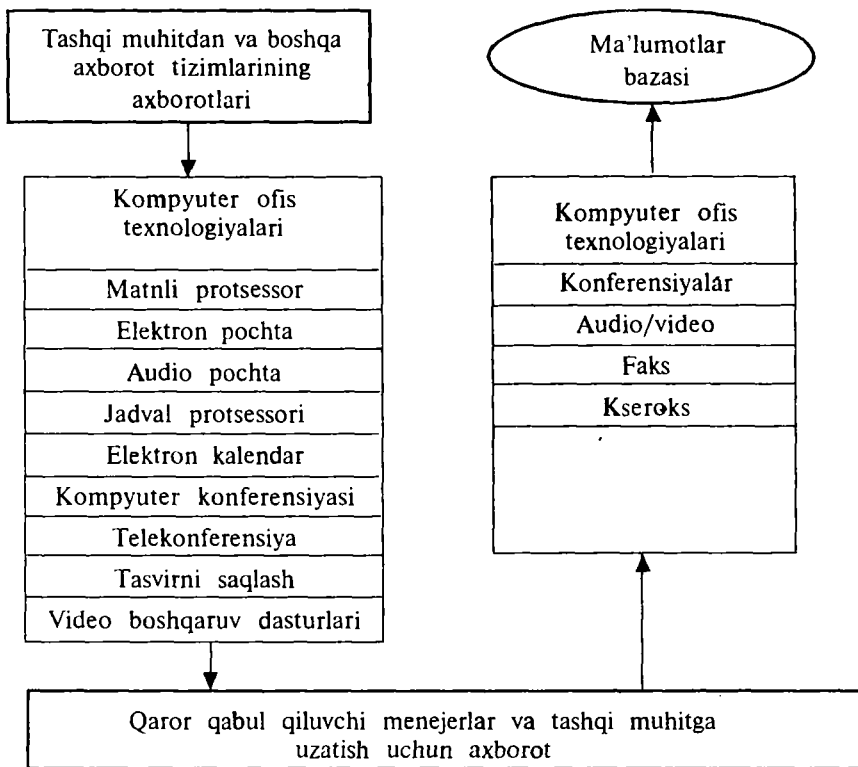 Tashqi muhitdan va boshqa
axborot tizimlarining
axborotlari
Kompyuter ofis
texnologiyalari
Matnli protsessor
Elektron pochta
Audio pochta
Jadval protsessori
Elektron kalendar
Kompyuter konferensiyasi
Telekonferensiya
Tasvirni saqlash
Video boshqaruv dasturlari
Ma'lumotlar
bazasi
Kompyuter ofis
texnologiyalari
Konferensiyalar
Audio/video
Faks
Kseroks
Qaror qabul qiluvchi menejerlar va tashqi muhitga
uzatish uchun axborot